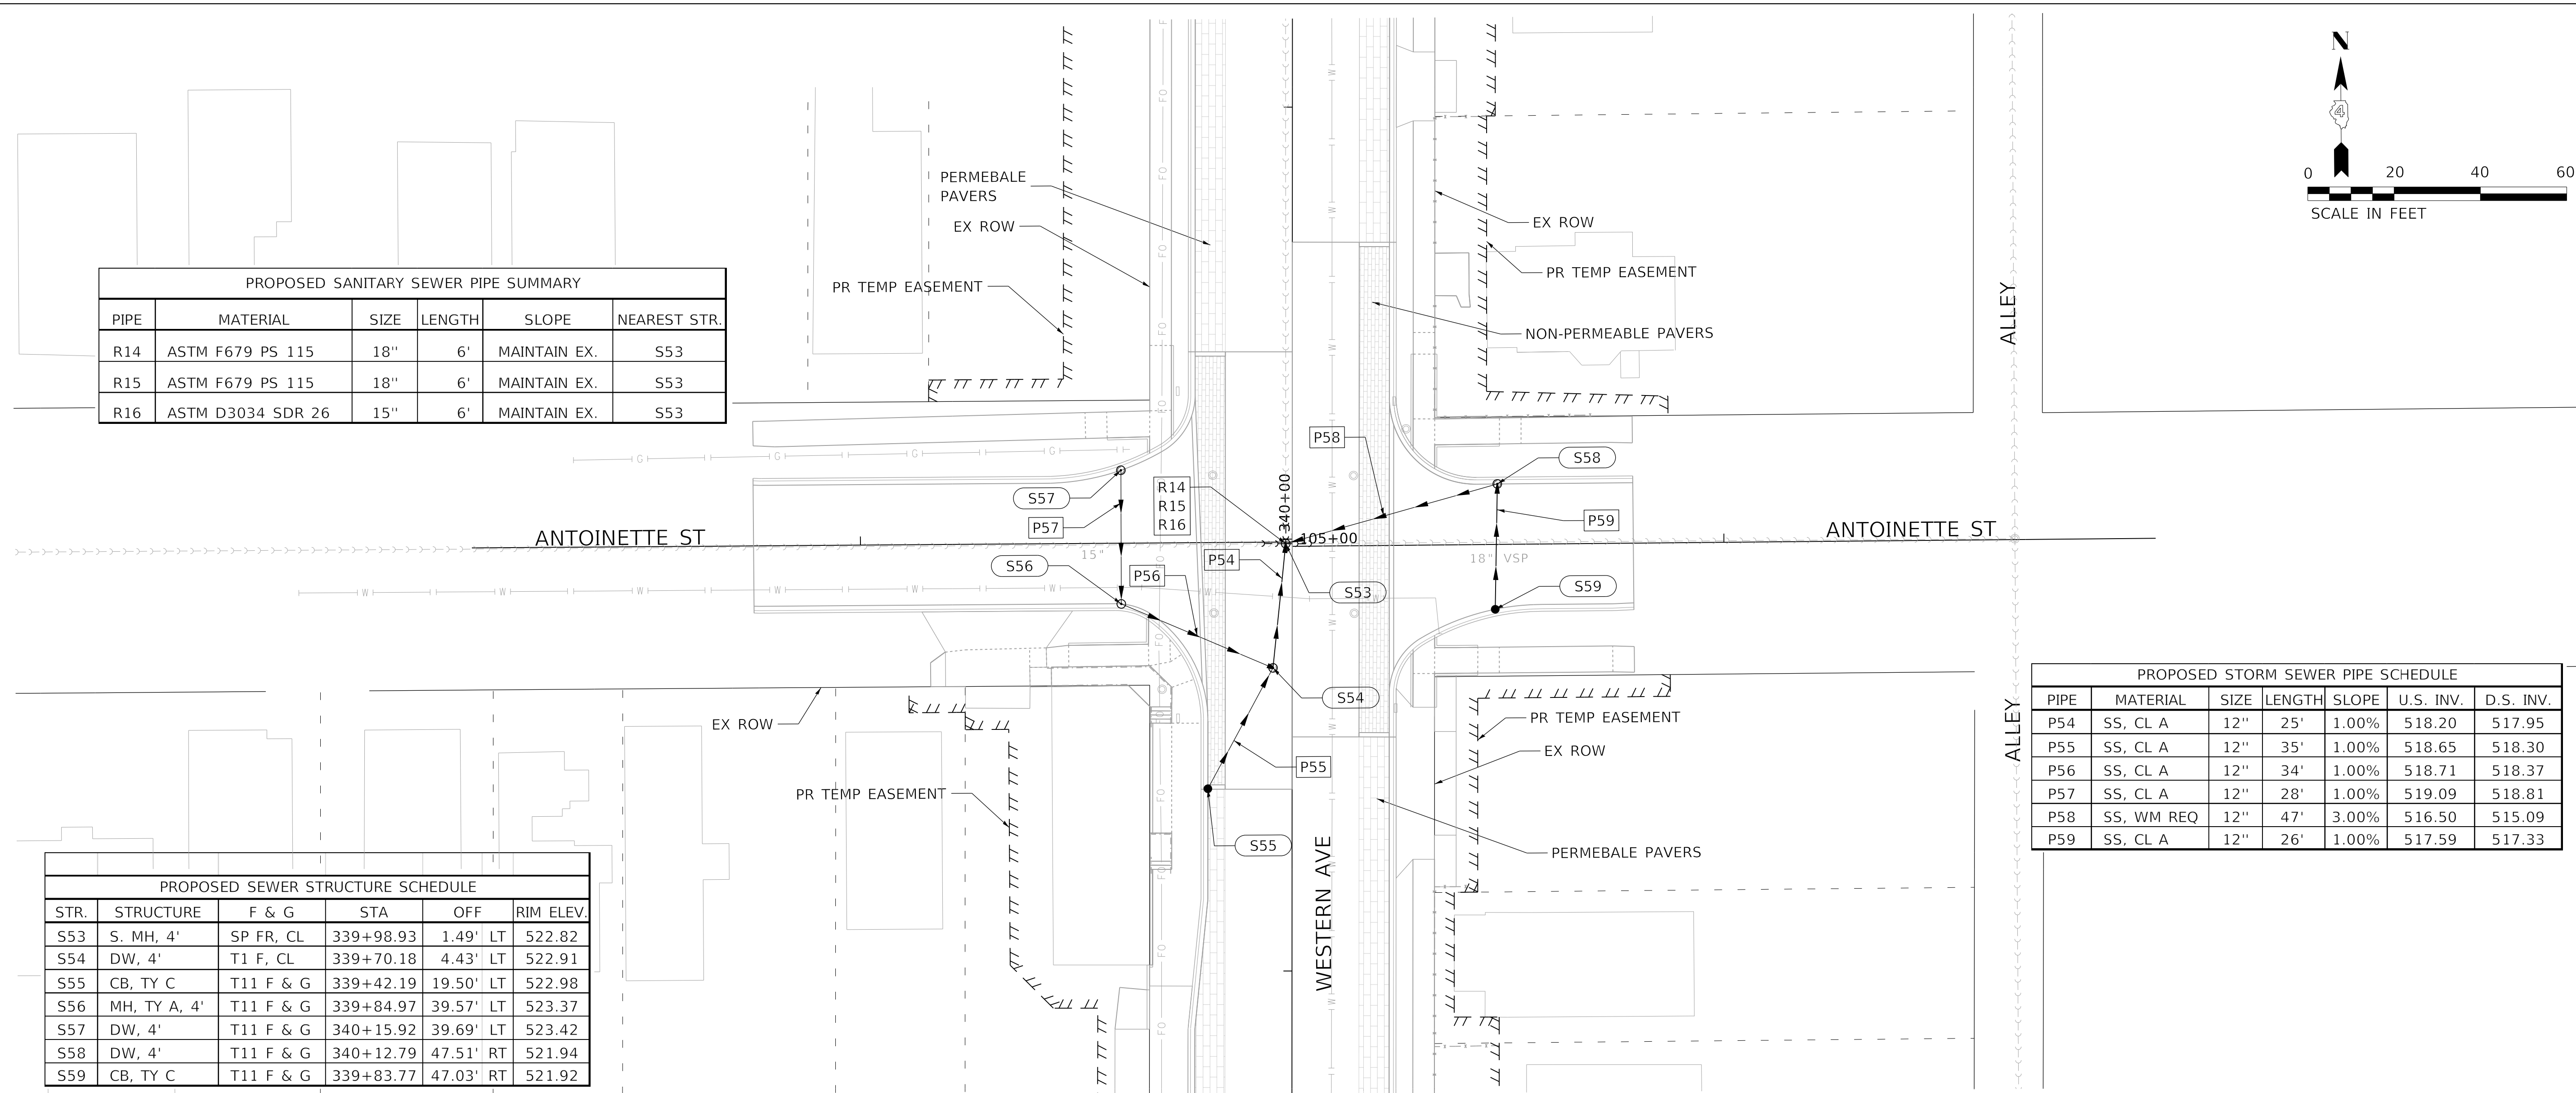 N
4
0 20 40 60
SCALE IN FEET
PERMEBALE
PAVERS
EX ROW
PR TEMP EASEMENT
EX ROW
PR TEMP EASEMENT
NON-PERMEABLE PAVERS
ALLEY
PROPOSED SANITARY SEWER PIPE SUMMARY
PIPE MATERIAL SIZE LENGTH SLOPE NEAREST STR.
R14 ASTM F679 PS 115 18'' 6' MAINTAIN EX. S53
R15 ASTM F679 PS 115 18'' 6' MAINTAIN EX. S53
R16 ASTM D3034 SDR 26 15'' 6' MAINTAIN EX. S53
P58
S58
S57
R14
R15
R16
340+00
P57
P59
ANTOINETTE ST
105+00
ANTOINETTE ST
15"
18" VSP
P54
S56
P56
S53
S59
S54
EX ROW
PR TEMP EASEMENT
EX ROW
P55
PR TEMP EASEMENT
S55
PERMEBALE PAVERS
WESTERN AVE
ALLEY
FO FO FO FO FO FO FO FO FO
W W W W W W W
G G G G
W W W W W W W
PROPOSED STORM SEWER PIPE SCHEDULE
PIPE MATERIAL SIZE LENGTH SLOPE U.S. INV. D.S. INV.
P54 SS, CL A 12'' 25' 1.00% 518.20 517.95
P55 SS, CL A 12'' 35' 1.00% 518.65 518.30
P56 SS, CL A 12'' 34' 1.00% 518.71 518.37
P57 SS, CL A 12'' 28' 1.00% 519.09 518.81
P58 SS, WM REQ 12'' 47' 3.00% 516.50 515.09
P59 SS, CL A 12'' 26' 1.00% 517.59 517.33
PROPOSED SEWER STRUCTURE SCHEDULE
STR. STRUCTURE F & G STA OFF RIM ELEV.
S53 S. MH, 4' SP FR, CL 339+98.93 1.49' LT 522.82
S54 DW, 4' T1 F, CL 339+70.18 4.43' LT 522.91
S55 CB, TY C T11 F & G 339+42.19 19.50' LT 522.98
S56 MH, TY A, 4' T11 F & G 339+84.97 39.57' LT 523.37
S57 DW, 4' T11 F & G 340+15.92 39.69' LT 523.42
S58 DW, 4' T11 F & G 340+12.79 47.51' RT 521.94
S59 CB, TY C T11 F & G 339+83.77 47.03' RT 521.92